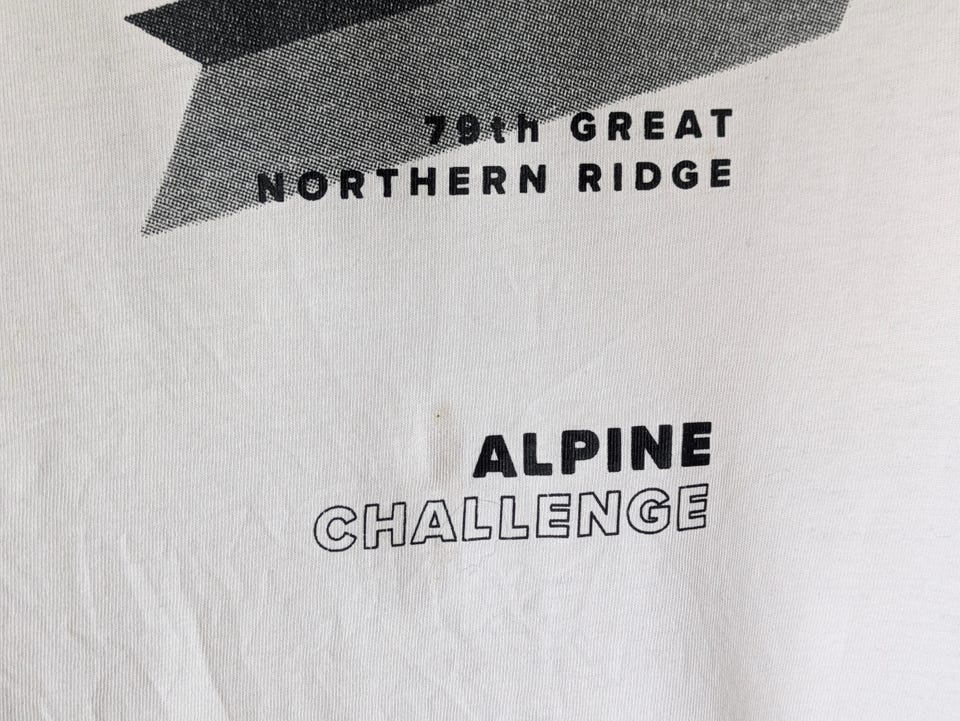 79th GREAT
NORTHERN RIDGE
ALPINE
CHALLENGE